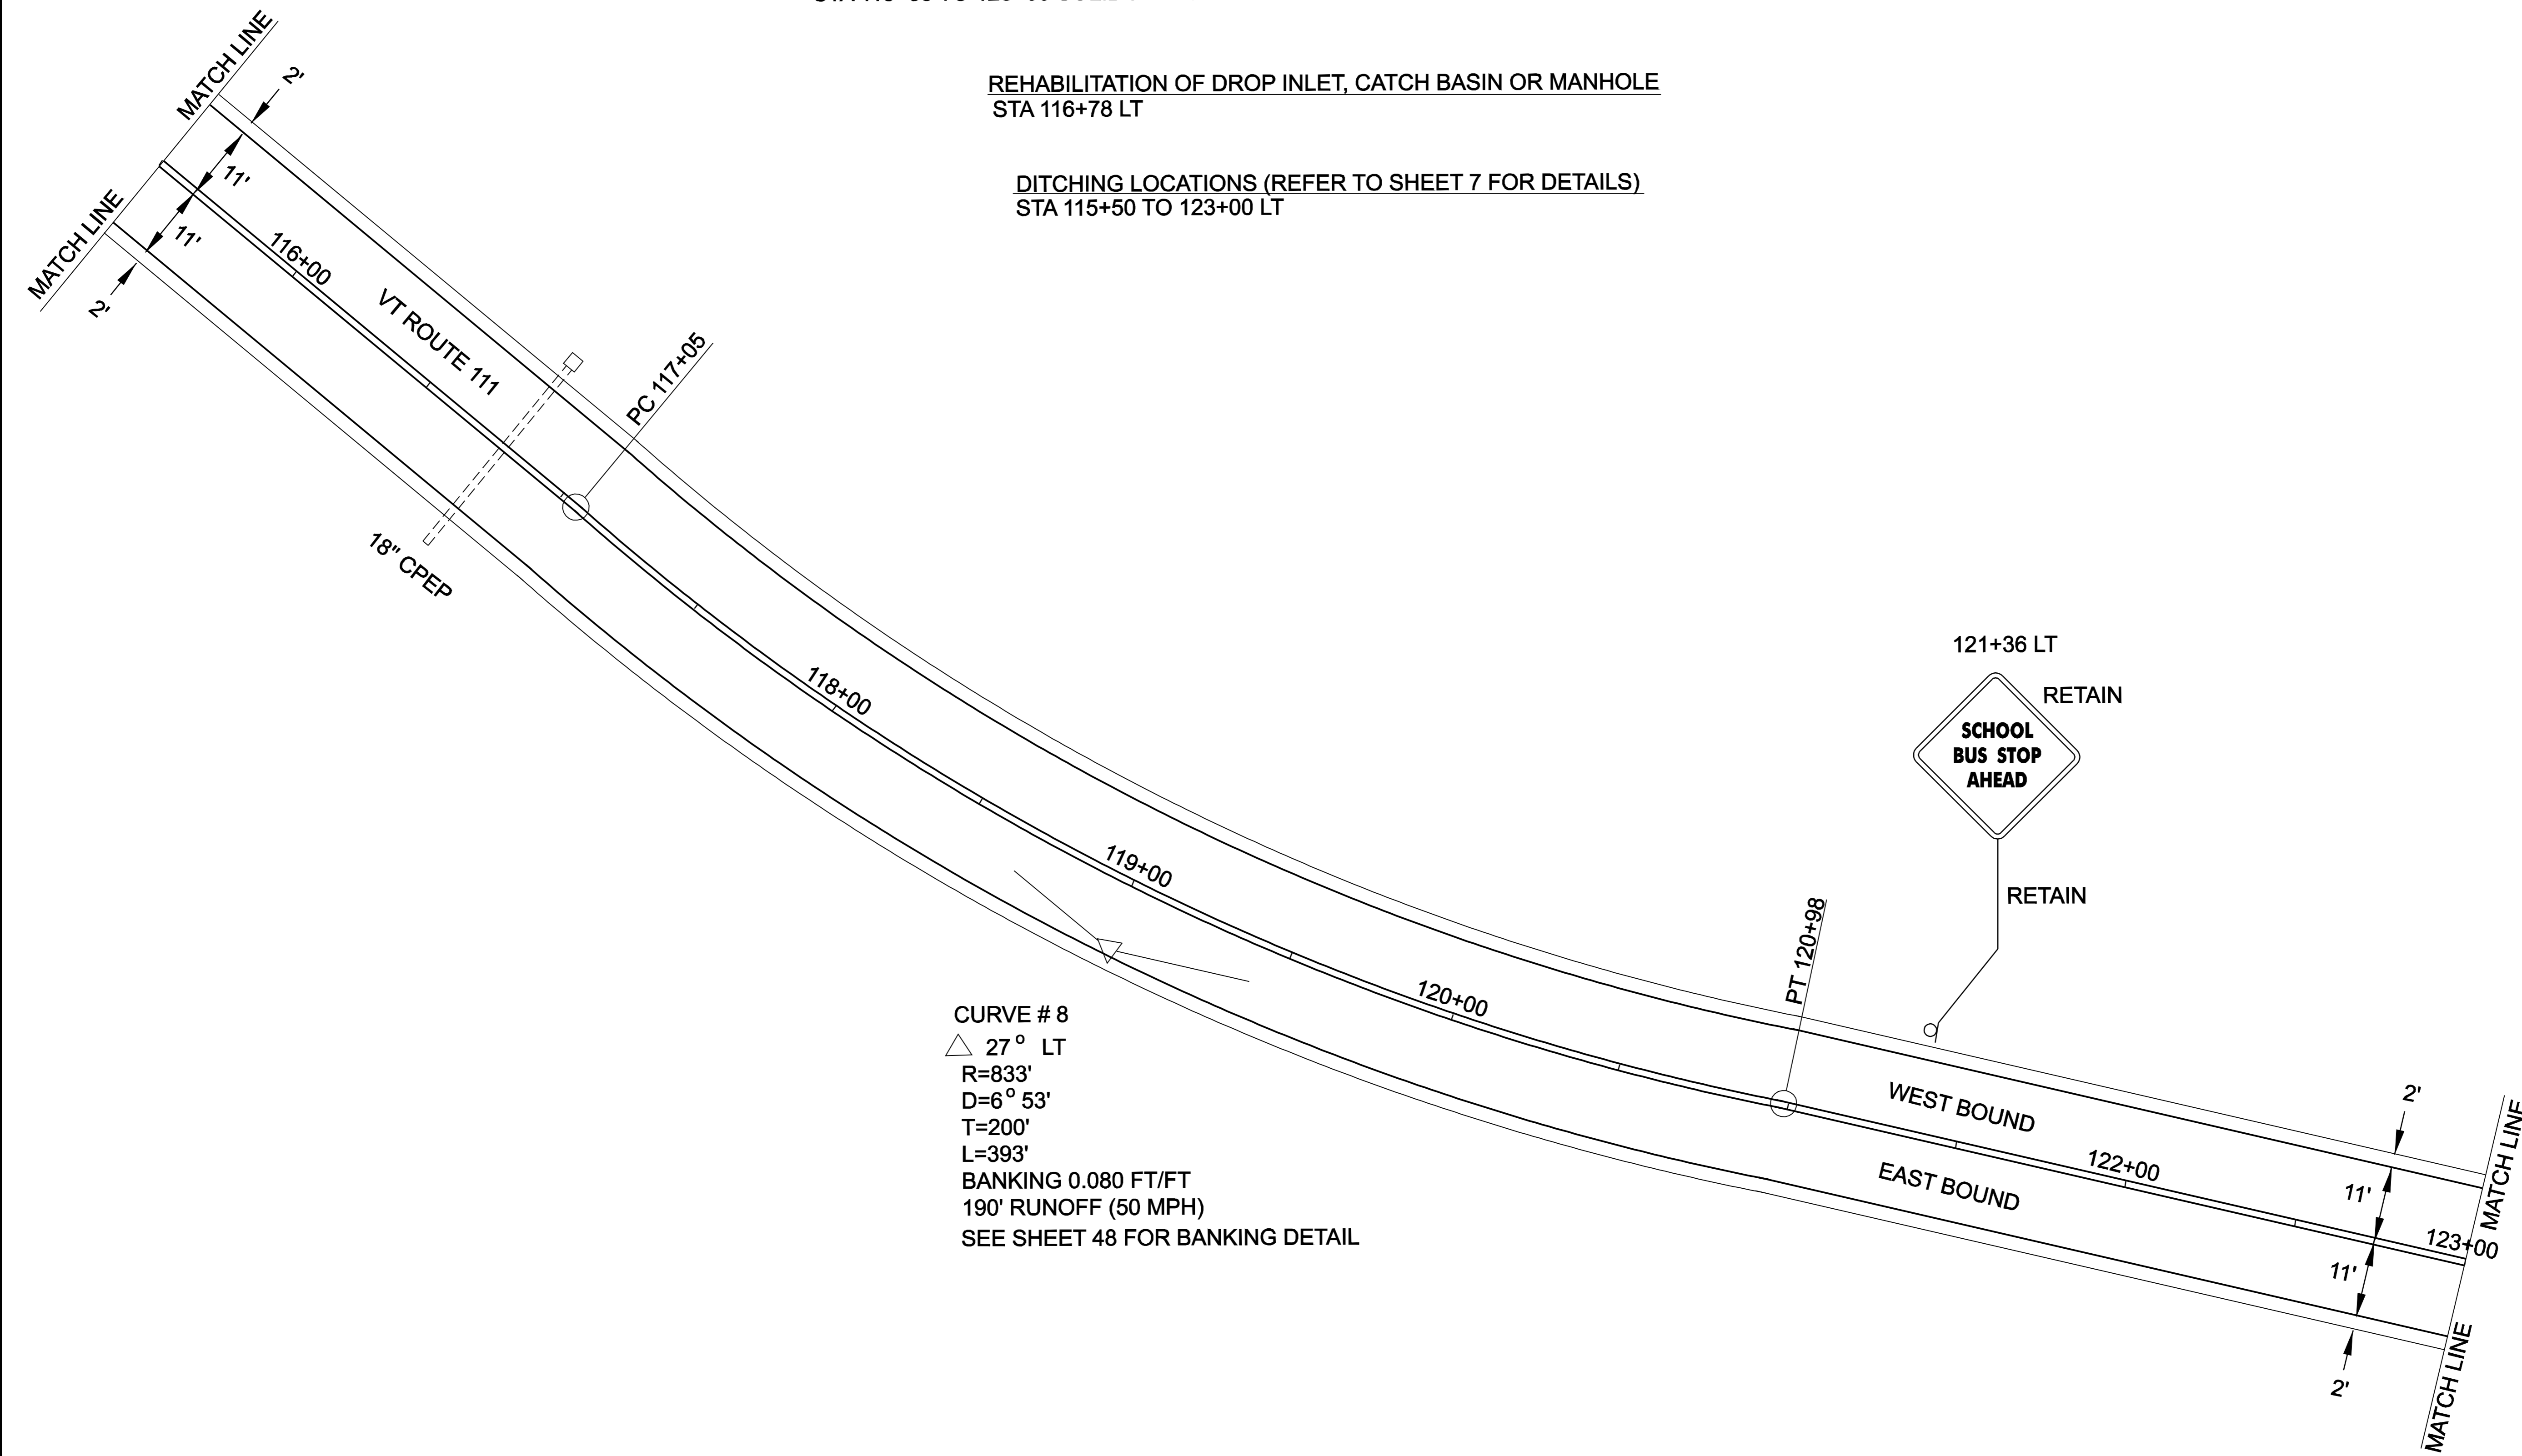 REHABILITATION OF DROP INLET, CATCH BASIN OR MANHOLE
STA 116+78 LT
DITCHING LOCATIONS (REFER TO SHEET 7 FOR DETAILS)
STA 115+50 TO 123+00 LT
MATCH LINE
2'
11'
MATCH LINE
11'
2'
116+00
VT ROUTE 111
PC 117+05
18" CPEP
118+00
119+00
120+00
PT 120+98
121+36 LT
RETAIN
SCHOOL
BUS STOP
AHEAD
RETAIN
CURVE # 8
△ 27° LT
R=833'
D=6° 53'
T=200'
L=393'
BANKING 0.080 FT/FT
190' RUNOFF (50 MPH)
SEE SHEET 48 FOR BANKING DETAIL
WEST BOUND
EAST BOUND
122+00
2'
11'
MATCH LINE
123+00
11'
2'
MATCH LINE